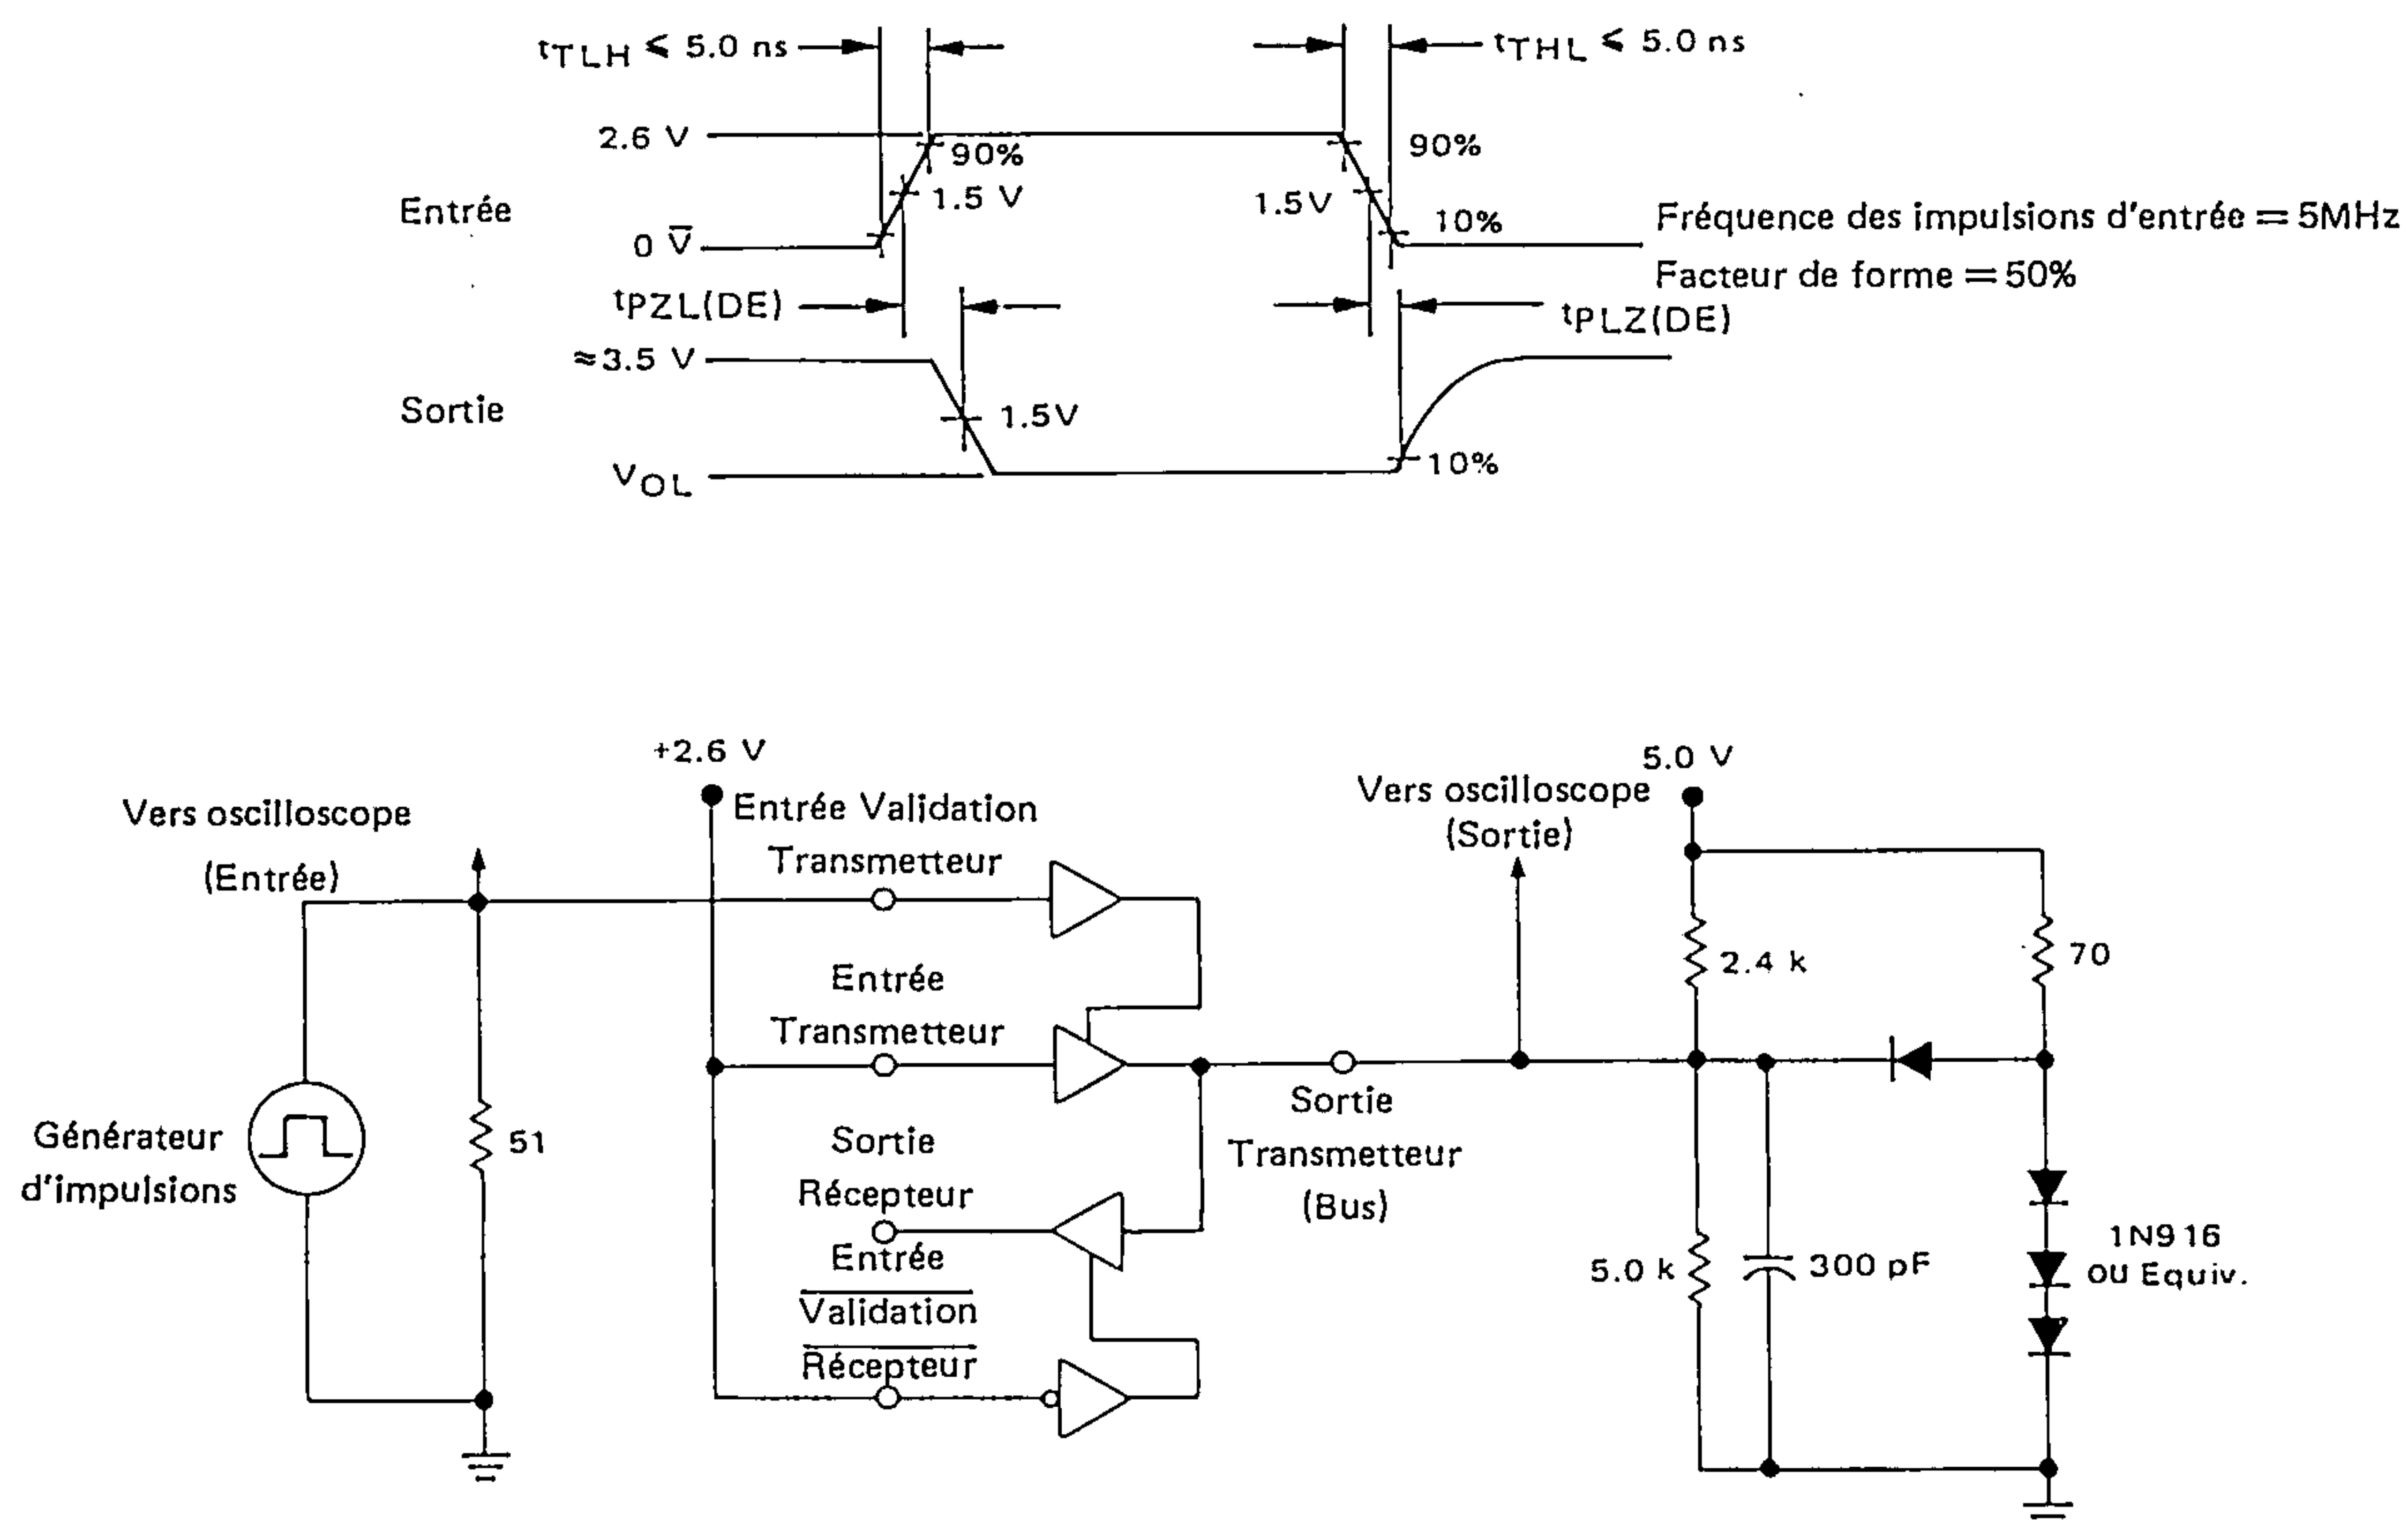 tTLH ⩽ 5.0 ns
tTHL ⩽ 5.0 ns
2.6 V
90%
90%
1.5 V
1.5V
Entrée
10%
Fréquence des impulsions d'entrée = 5MHz
0 V̅
Facteur de forme = 50%
tPZL(DE)
tPLZ(DE)
≈3.5 V
Sortie
1.5V
10%
VOL
+2.6 V
5.0 V
Vers oscilloscope
(Entrée)
Entrée Validation
Transmetteur
Vers oscilloscope
(Sortie)
2.4 k
70
Entrée
Transmetteur
Générateur
d'impulsions
51
Sortie
Récepteur
Sortie
Transmetteur
(Bus)
Entrée
Validation
Récepteur
5.0 k
300 pF
1N916
ou Equiv.